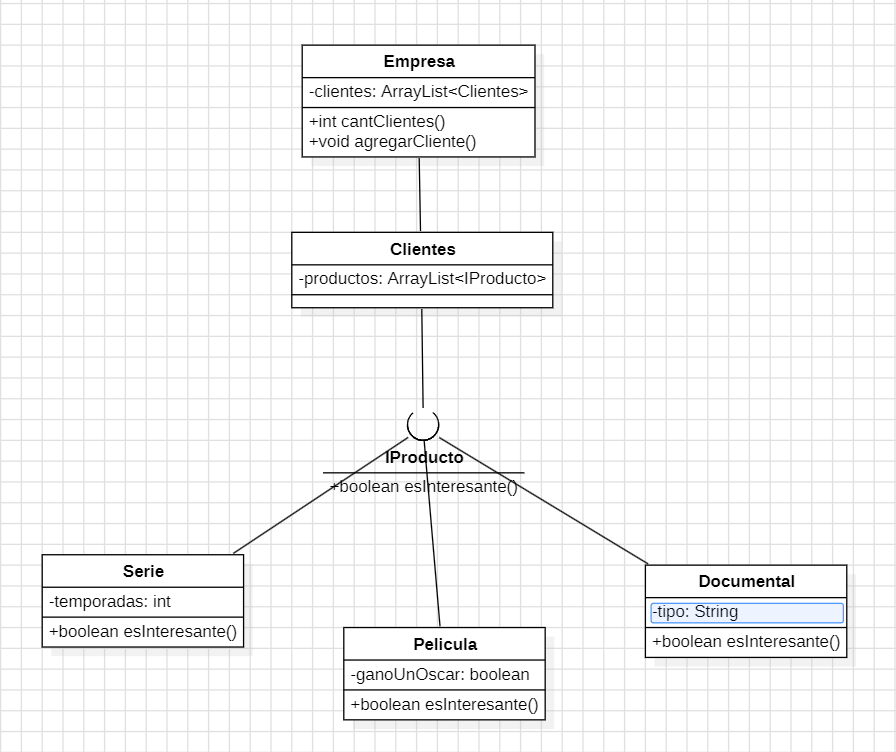 Empresa
-clientes: ArrayList<Clientes>
+int cantClientes()
+void agregarCliente()
Clientes
-productos: ArrayList<IProducto>
IProducto
+boolean esInteresante()
Serie
-temporadas: int
+boolean esInteresante()
Pelicula
-ganoUnOscar: boolean
+boolean esInteresante()
Documental
-tipo: String
+boolean esInteresante()